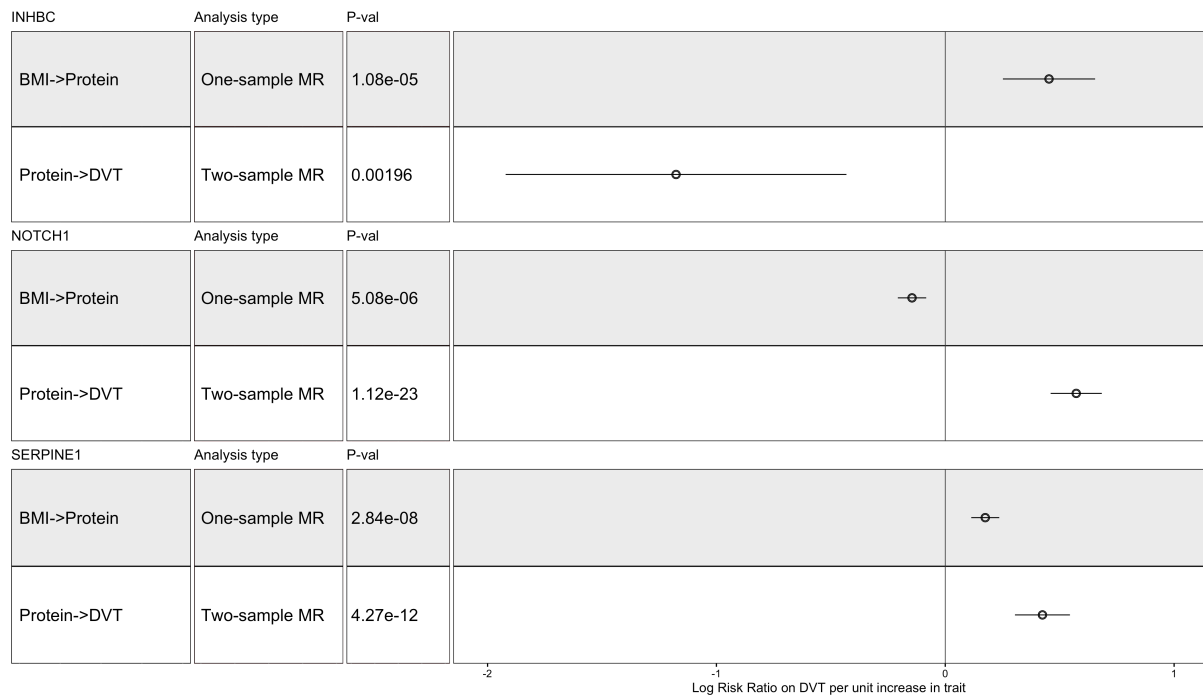 INHBC Analysis type P-val
BMI->Protein One-sample MR 1.08e-05
Protein->DVT Two-sample MR 0.00196
NOTCH1 Analysis type P-val
BMI->Protein One-sample MR 5.08e-06
Protein->DVT Two-sample MR 1.12e-23
SERPINE1 Analysis type P-val
BMI->Protein One-sample MR 2.84e-08
Protein->DVT Two-sample MR 4.27e-12
-2 -1 0 1
Log Risk Ratio on DVT per unit increase in trait